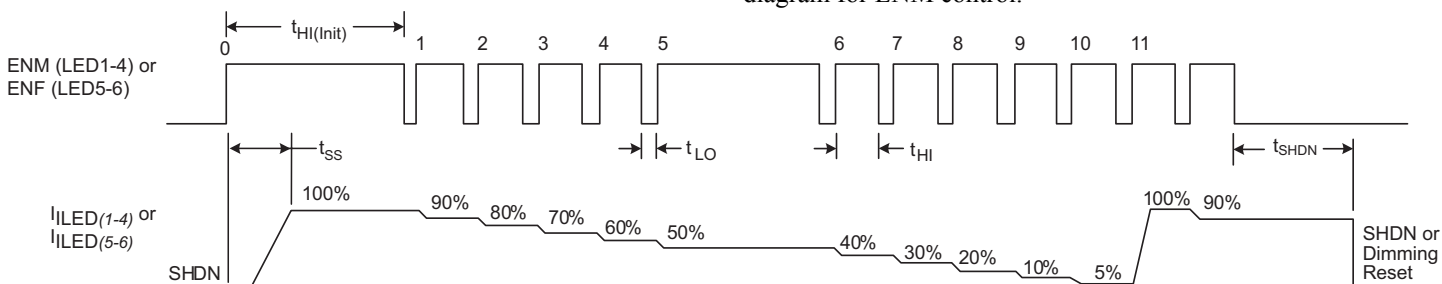 diagram for ENM control.
tHI(Init)
0
1
2
3
4
5
6
7
8
9
10
11
ENM (LED1-4) or
ENF (LED5-6)
tSS
tLO
tHI
tSHDN
100%
90%
80%
70%
60%
50%
40%
30%
20%
10%
5%
100%
90%
IILED(1-4) or
IILED(5-6)
SHDN
SHDN or
Dimming
Reset